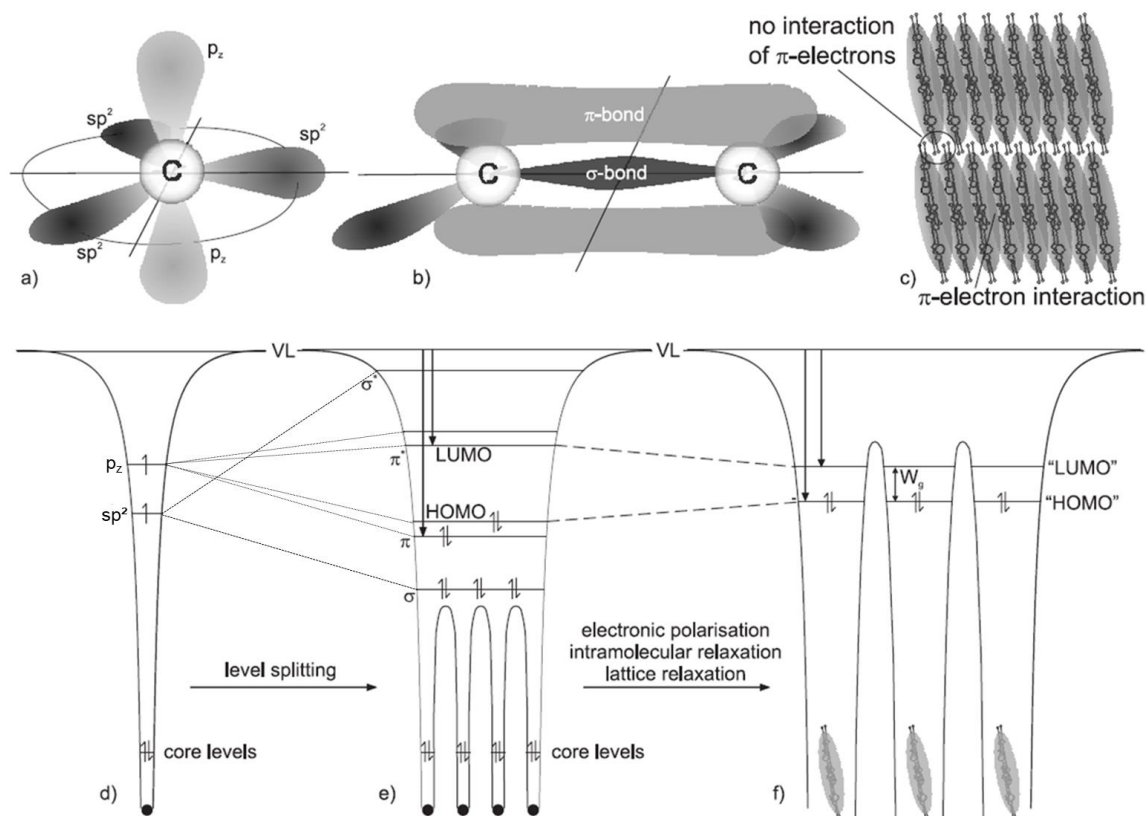 p_z
sp²
sp²
C
sp²
p_z
a)
π-bond
C
σ-bond
C
b)
no interaction
of π-electrons
c)
π-electron interaction
VL
VL
σ*
p_z
π*
LUMO
"LUMO"
W_g
sp²
HOMO
"HOMO"
π
σ
electronic polarisation
intramolecular relaxation
lattice relaxation
level splitting
core levels
core levels
d)
e)
f)